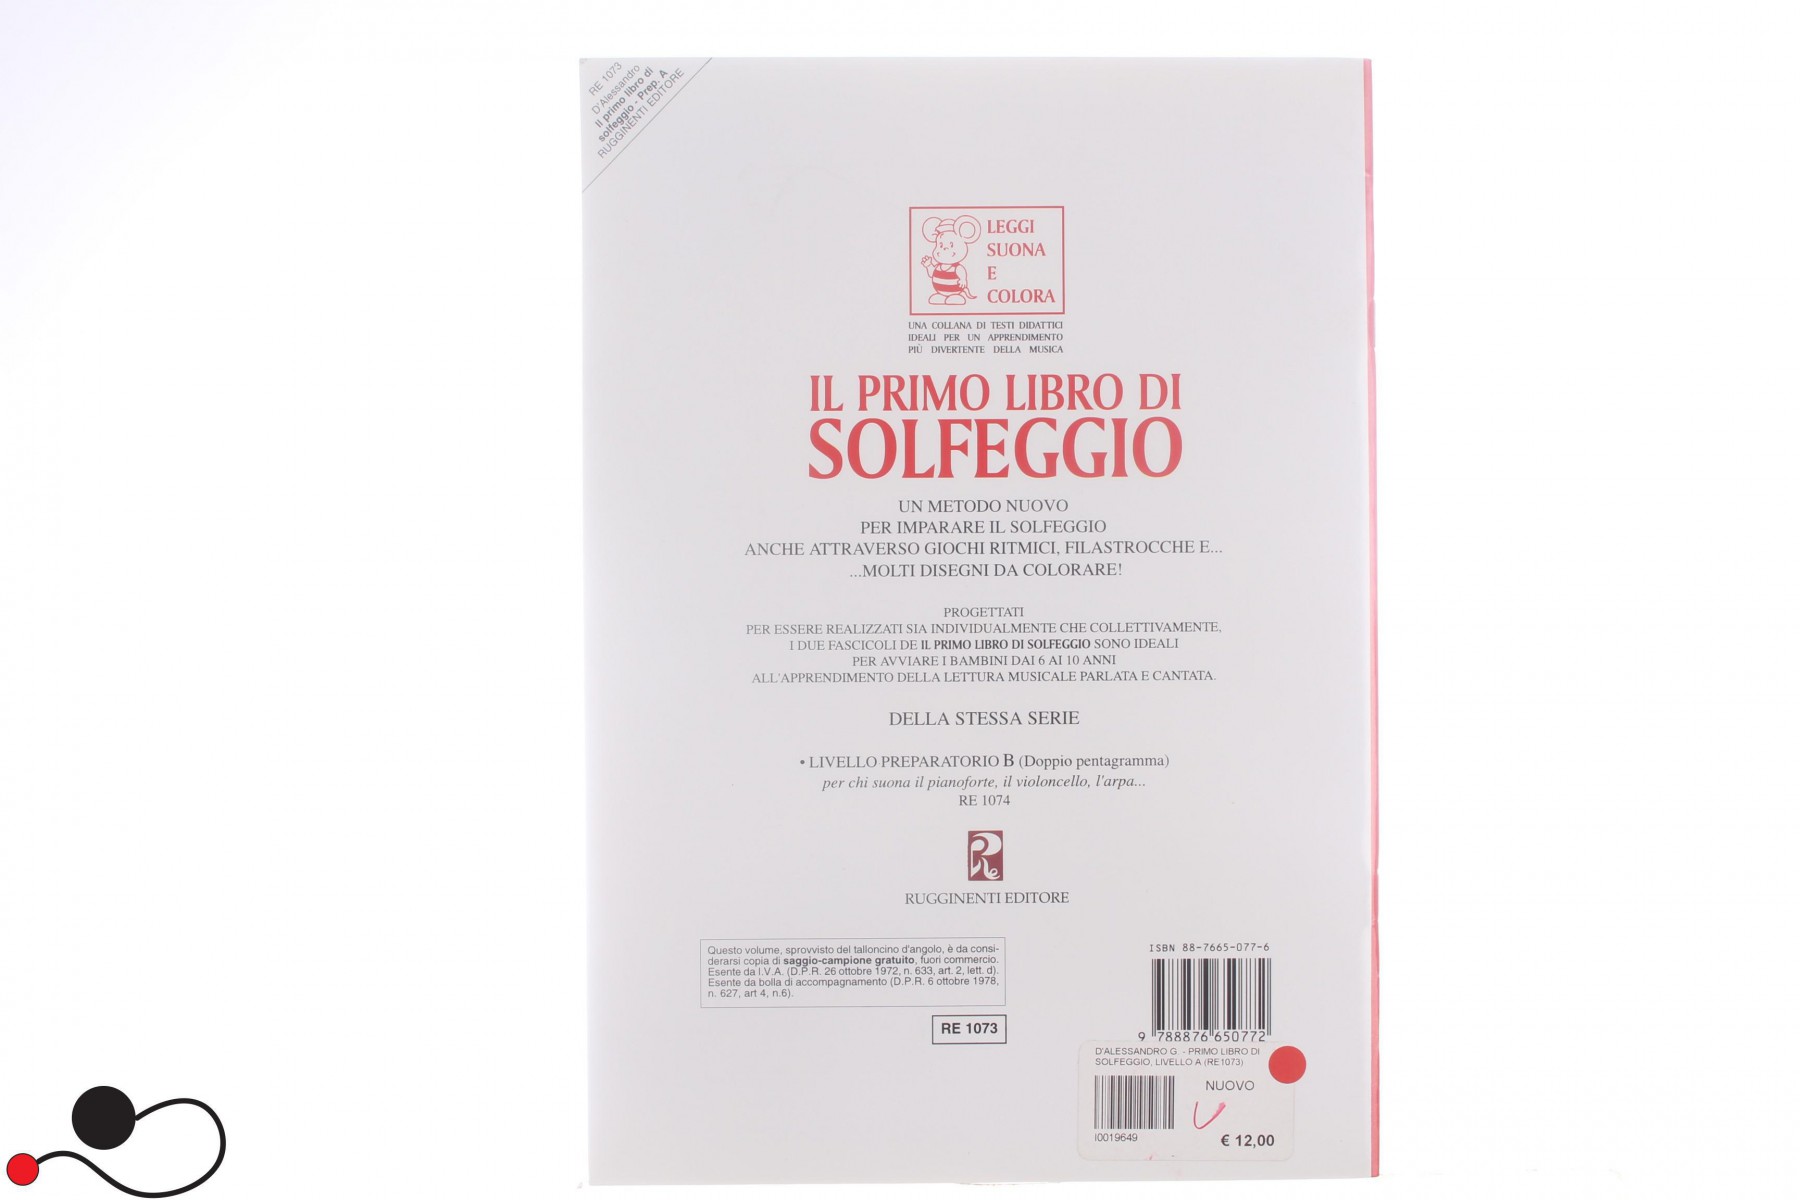 RE 1073
D'Alessandro
Il primo libro di
solfeggio - Prep. A
RUGGINENTI EDITORE
LEGGI
SUONA
E
COLORA
UNA COLLANA DI TESTI DIDATTICI
IDEALI PER UN APPRENDIMENTO
PIÙ DIVERTENTE DELLA MUSICA
IL PRIMO LIBRO DI
SOLFEGGIO
UN METODO NUOVO
PER IMPARARE IL SOLFEGGIO
ANCHE ATTRAVERSO GIOCHI RITMICI, FILASTROCCHE E...
...MOLTI DISEGNI DA COLORARE!
PROGETTATI
PER ESSERE REALIZZATI SIA INDIVIDUALMENTE CHE COLLETTIVAMENTE,
I DUE FASCICOLI DE IL PRIMO LIBRO DI SOLFEGGIO SONO IDEALI
PER AVVIARE I BAMBINI DAI 6 AI 10 ANNI
ALL'APPRENDIMENTO DELLA LETTURA MUSICALE PARLATA E CANTATA.
DELLA STESSA SERIE
• LIVELLO PREPARATORIO B (Doppio pentagramma)
per chi suona il pianoforte, il violoncello, l'arpa...
RE 1074
Re
RUGGINENTI EDITORE
Questo volume, sprovvisto del talloncino d'angolo, è da consi-
derarsi copia di saggio-campione gratuito, fuori commercio.
Esente da I.V.A. (D.P.R. 26 ottobre 1972, n. 633, art. 2, lett. d).
Esente da bolla di accompagnamento (D.P.R. 6 ottobre 1978,
n. 627, art 4, n.6).
RE 1073
ISBN 88-7665-077-6
9 788876 650772
D'ALESSANDRO G. - PRIMO LIBRO DI
SOLFEGGIO, LIVELLO A (RE1073)
NUOVO
I0019649
€ 12,00